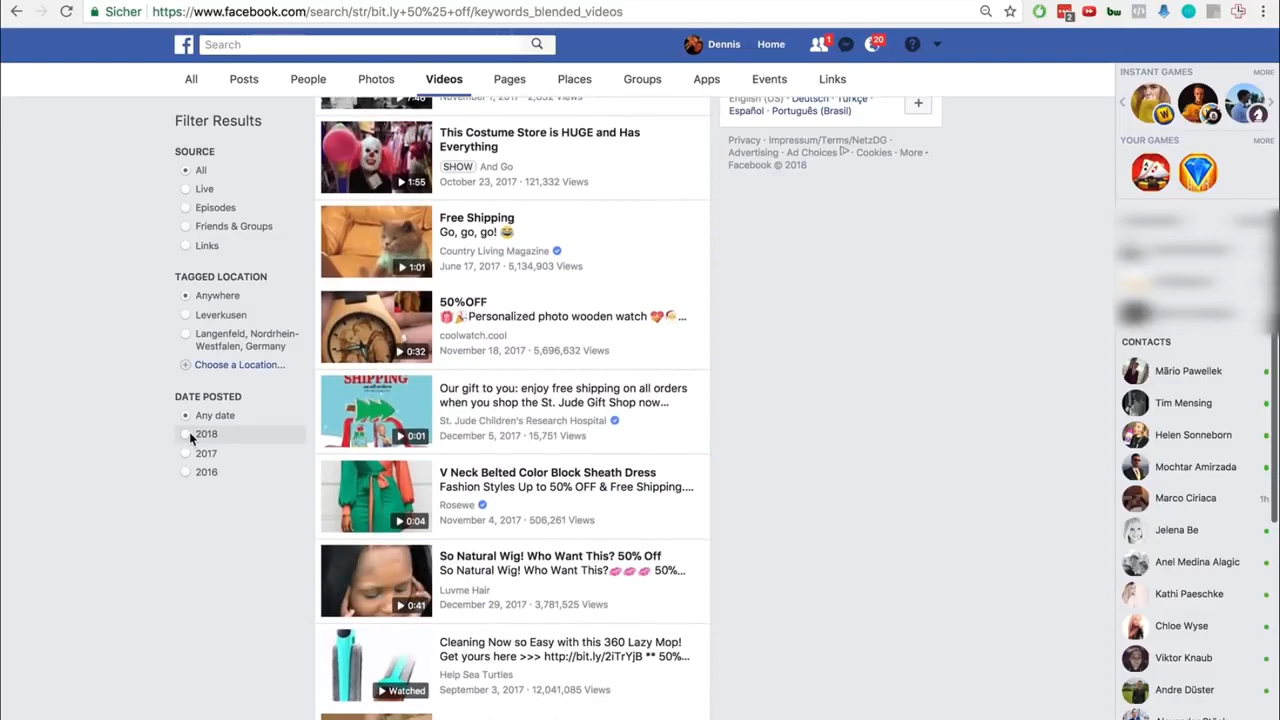 Sicher https://www.facebook.com/search/str/bit.ly+50%25+off/keywords_blended_videos
2
Search
Dennis Home 1 20
All Posts People Photos Videos Pages Places Groups Apps Events Links
Filter Results
SOURCE
All
Live
Episodes
Friends & Groups
Links
TAGGED LOCATION
Anywhere
Leverkusen
Langenfeld, Nordrhein-
Westfalen, Germany
Choose a Location...
DATE POSTED
Any date
2018
2017
2016
This Costume Store is HUGE and Has
Everything
SHOW And Go
October 23, 2017 · 121,332 Views
1:55
Free Shipping
Go, go, go! 😂
Country Living Magazine
June 17, 2017 · 5,134,903 Views
1:01
50%OFF
🎁🎉Personalized photo wooden watch 💝🎅...
coolwatch.cool
November 18, 2017 · 5,696,632 Views
0:32
SHIPPING
Our gift to you: enjoy free shipping on all orders
when you shop the St. Jude Gift Shop now...
St. Jude Children's Research Hospital
December 5, 2017 · 15,751 Views
0:01
V Neck Belted Color Block Sheath Dress
Fashion Styles Up to 50% OFF & Free Shipping....
Rosewe
November 4, 2017 · 506,261 Views
0:04
So Natural Wig! Who Want This? 50% Off
So Natural Wig! Who Want This?💋💋💋 50%...
Luvme Hair
December 29, 2017 · 3,781,525 Views
0:41
Cleaning Now so Easy with this 360 Lazy Mop!
Get yours here >>> http://bit.ly/2iTrYjB ** 50%...
Help Sea Turtles
September 3, 2017 · 12,041,085 Views
Watched
English (US) · Deutsch · Türkçe ·
Español · Português (Brasil)
Privacy · Impressum/Terms/NetzDG ·
Advertising · Ad Choices · Cookies · More ·
Facebook © 2018
INSTANT GAMES MORE
YOUR GAMES MORE
CONTACTS
Mârio Pawellek
Tim Mensing
Helen Sonneborn
Mochtar Amirzada
Marco Ciriaca 1h
Jelena Be
Anel Medina Alagic
Kathi Paeschke
Chloe Wyse
Viktor Knaub
Andre Düster